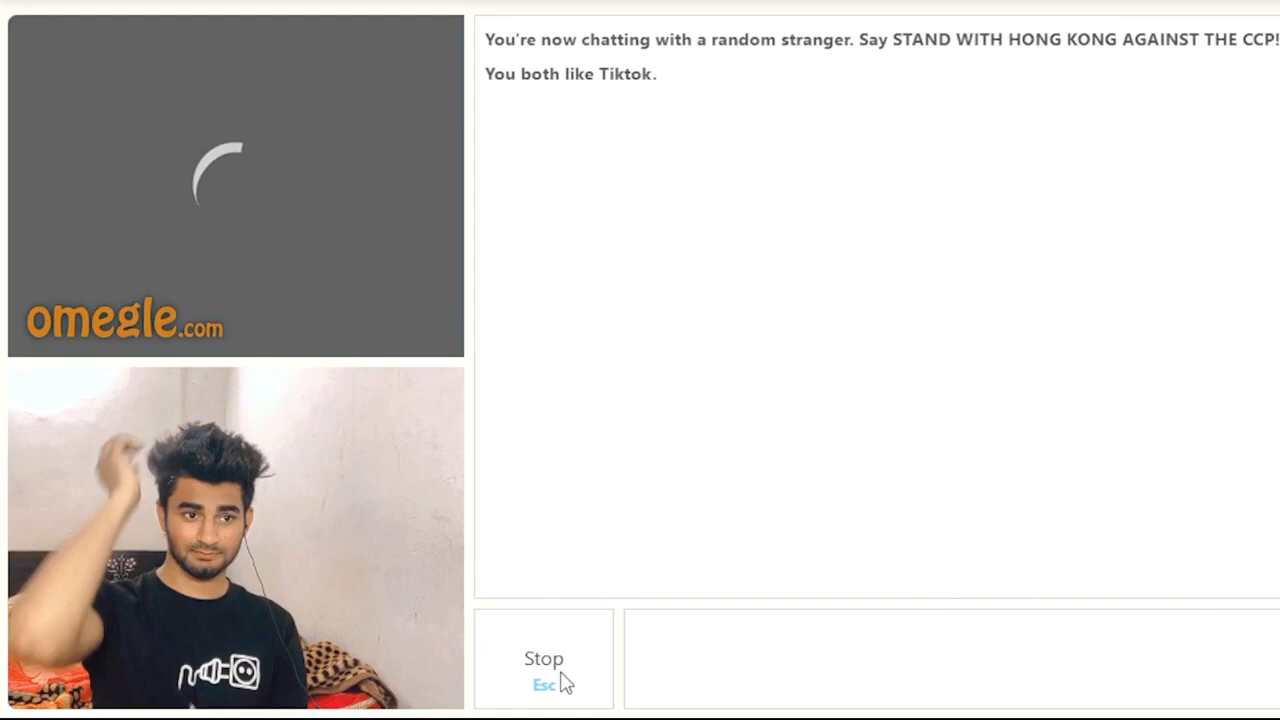 You're now chatting with a random stranger. Say STAND WITH HONG KONG AGAINST THE CCP!
You both like Tiktok.
omegle.com
Stop
Esc